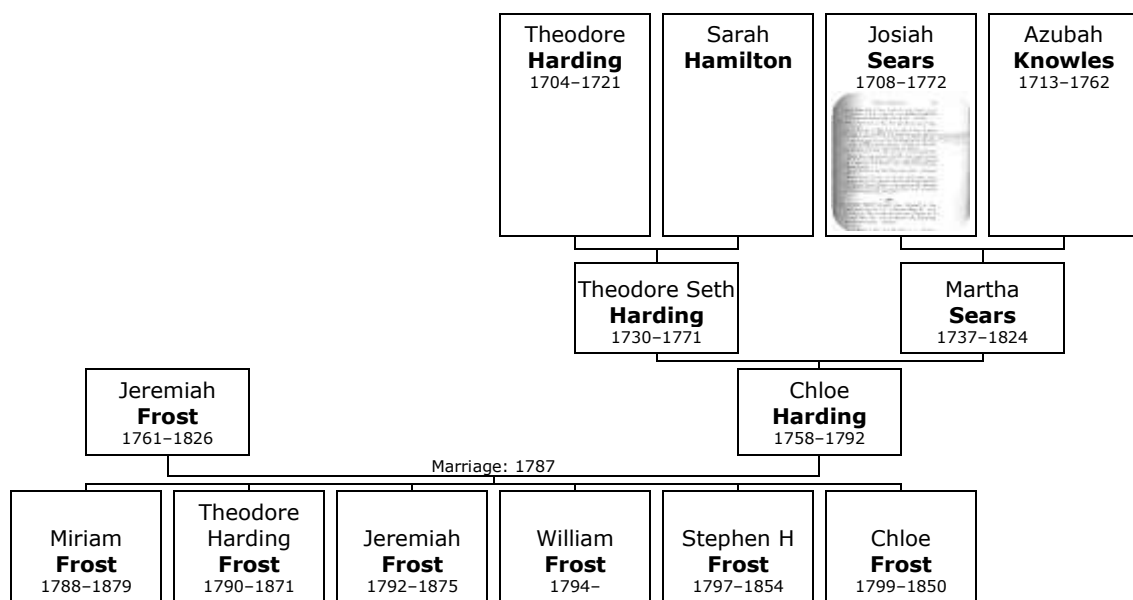 Theodore
Harding
1704–1721
Sarah
Hamilton
Josiah
Sears
1708–1772
Azubah
Knowles
1713–1762
Theodore Seth
Harding
1730–1771
Martha
Sears
1737–1824
Jeremiah
Frost
1761–1826
Chloe
Harding
1758–1792
Marriage: 1787
Miriam
Frost
1788–1879
Theodore
Harding
Frost
1790–1871
Jeremiah
Frost
1792–1875
William
Frost
1794–
Stephen H
Frost
1797–1854
Chloe
Frost
1799–1850